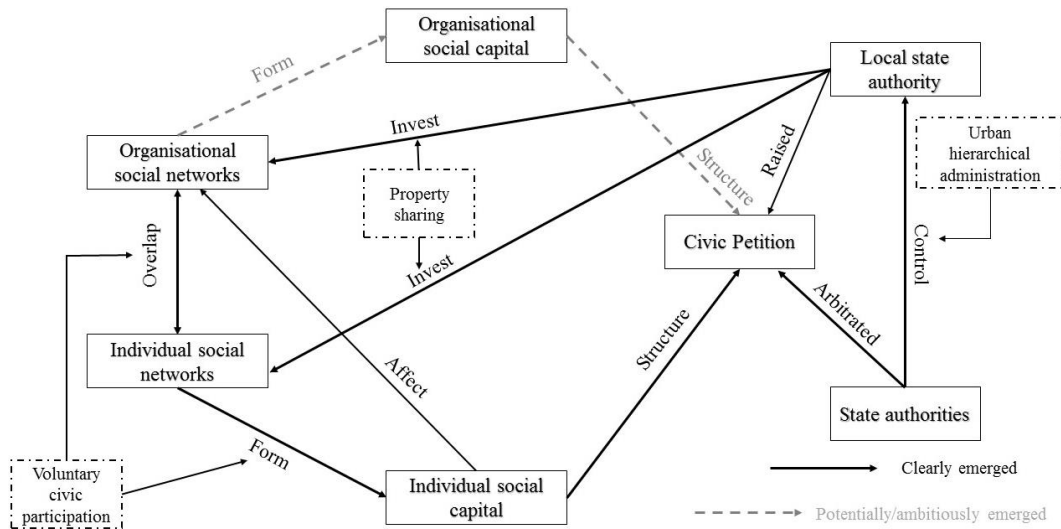 Organisational
social capital
Form
Local state
authority
Invest
Raised
Urban
hierarchical
administration
Organisational
social networks
Property
sharing
Structure
Civic Petition
Overlap
Control
Invest
Individual social
networks
Affect
Structure
Arbitrated
State authorities
Form
Voluntary
civic
participation
Individual social
capital
Clearly emerged
Potentially/ambitiously emerged